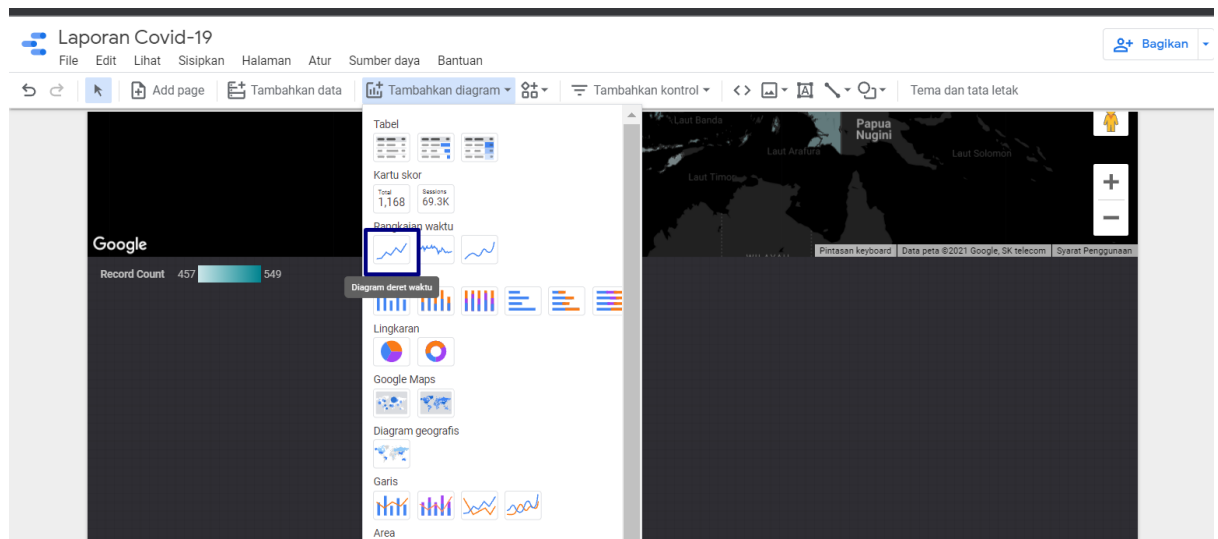 Laporan Covid-19
File Edit Lihat Sisipkan Halaman Atur Sumber daya Bantuan
Bagikan
Add page Tambahkan data Tambahkan diagram Tambahkan kontrol Tema dan tata letak
Tabel
Kartu skor
Total
1,168
Sessions
69.3K
Rangkaian waktu
Diagram deret waktu
Lingkaran
Google Maps
Diagram geografis
Garis
Area
Laut Banda
Papua
Nugini
Laut Arafura
Laut Solomon
Laut Timor
Google
Pintasan keyboard Data peta ©2021 Google, SK telecom Syarat Penggunaan
Record Count 457 549